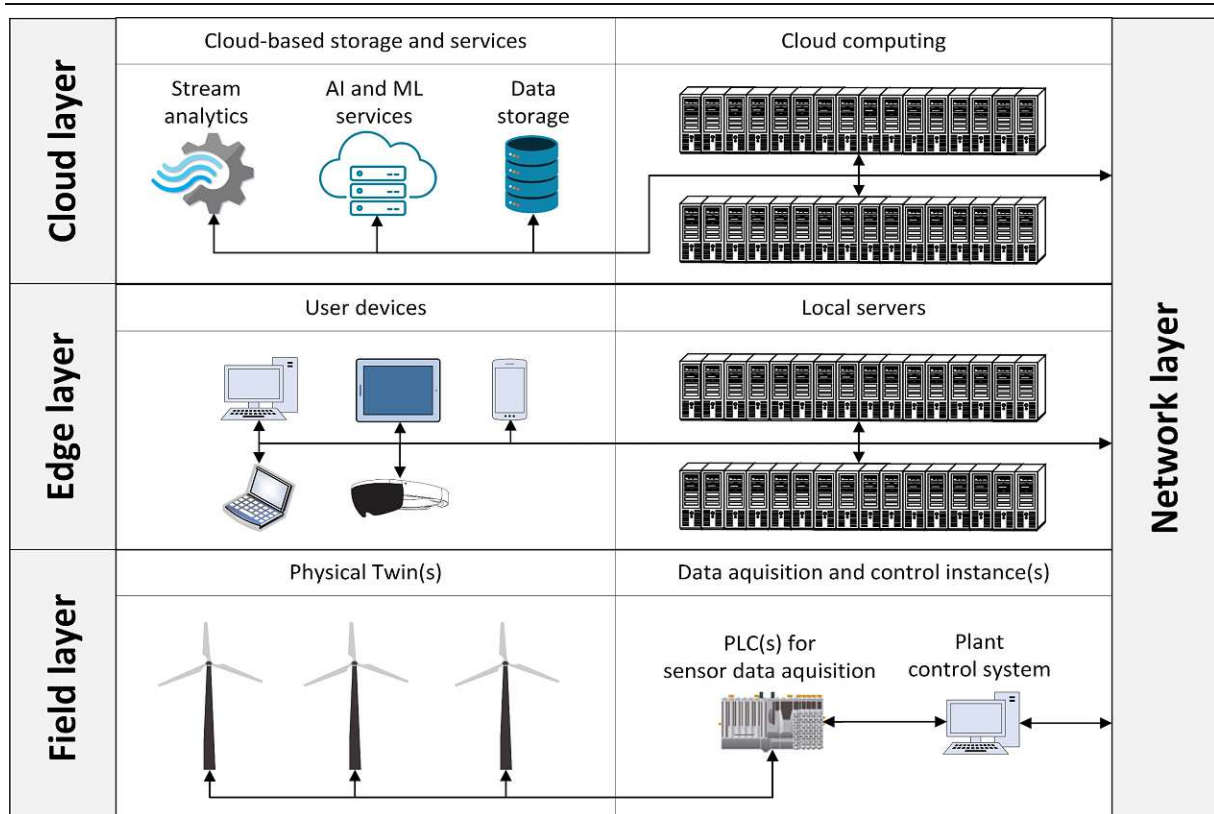 Cloud layer
Cloud-based storage and services
Cloud computing
Stream
analytics
AI and ML
services
Data
storage
Edge layer
User devices
Local servers
Network layer
Field layer
Physical Twin(s)
Data aquisition and control instance(s)
PLC(s) for
sensor data aquisition
Plant
control system